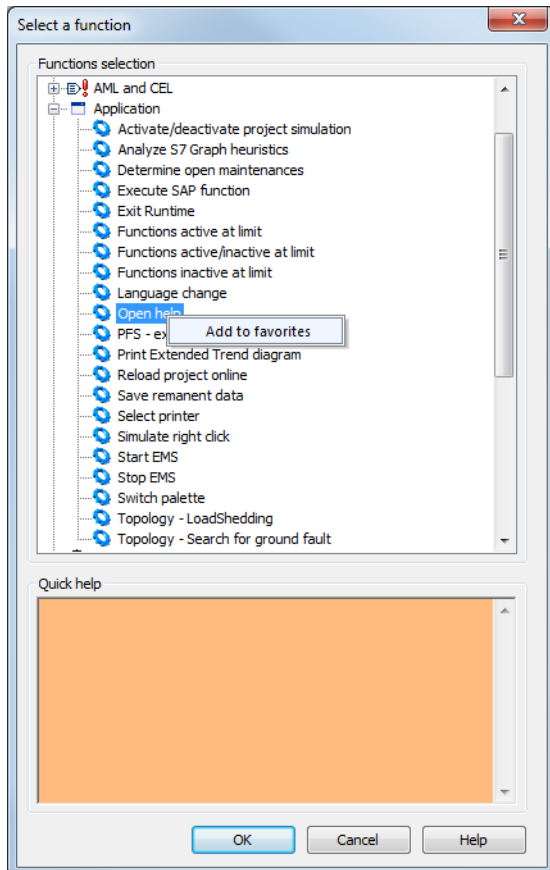 Select a function
Functions selection
AML and CEL
Application
Activate/deactivate project simulation
Analyze S7 Graph heuristics
Determine open maintenances
Execute SAP function
Exit Runtime
Functions active at limit
Functions active/inactive at limit
Functions inactive at limit
Language change
Open help
Add to favorites
PFS - ex
Print Extended Trend diagram
Reload project online
Save remanent data
Select printer
Simulate right click
Start EMS
Stop EMS
Switch palette
Topology - LoadShedding
Topology - Search for ground fault
Quick help
OK Cancel Help